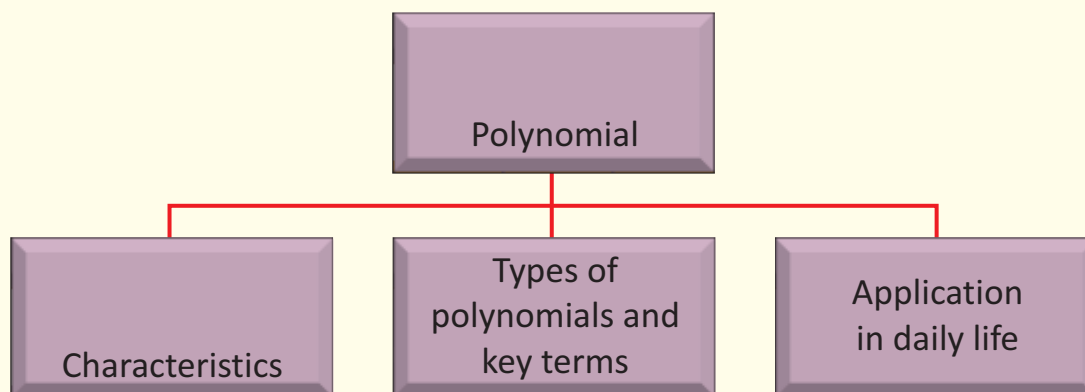 Polynomial
Characteristics
Types of
polynomials and
key terms
Application
in daily life